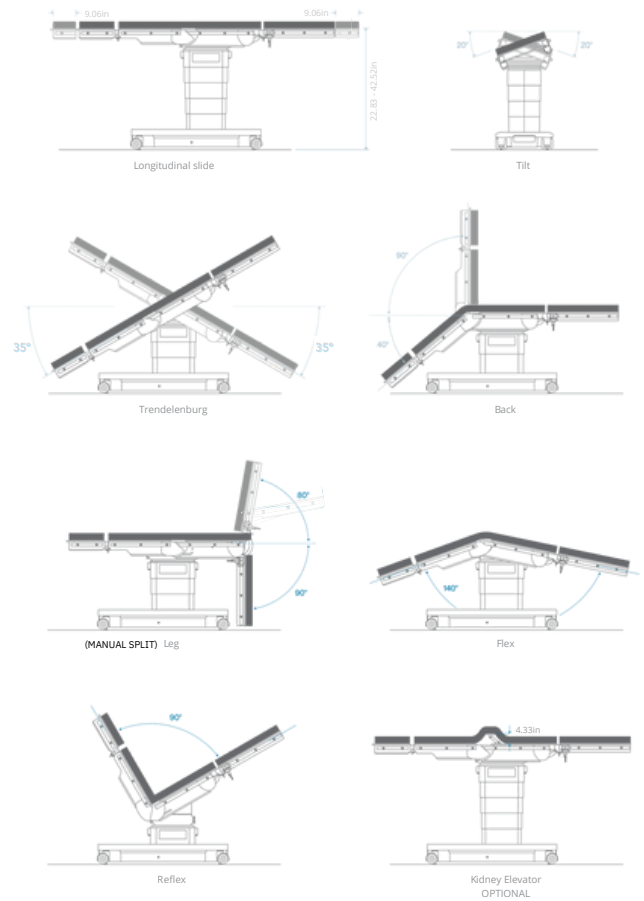 9.06in
9.06in
22.83 - 42.52in
Longitudinal slide
20°
20°
Tilt
35°
35°
Trendelenburg
90°
40°
Back
80°
90°
(MANUAL SPLIT) Leg
140°
Flex
90°
Reflex
4.33in
Kidney Elevator
OPTIONAL